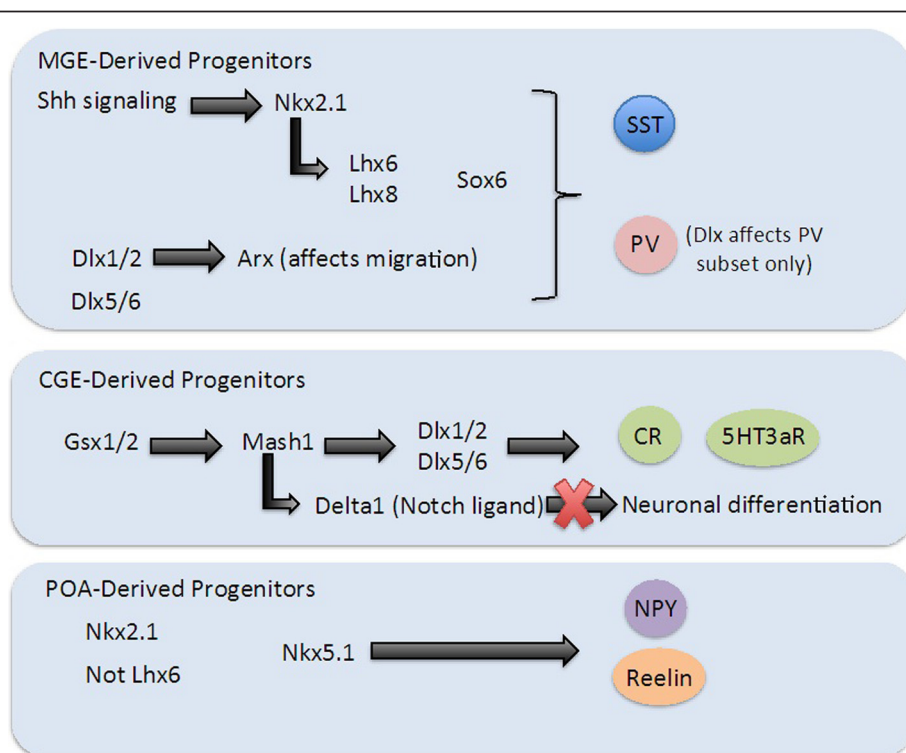 MGE-Derived Progenitors
Shh signaling
Nkx2.1
Lhx6
Lhx8
Sox6
SST
Dlx1/2
Arx (affects migration)
Dlx5/6
PV
(Dlx affects PV
subset only)
CGE-Derived Progenitors
Gsx1/2
Mash1
Dlx1/2
Dlx5/6
CR
5HT3aR
Delta1 (Notch ligand)
Neuronal differentiation
POA-Derived Progenitors
Nkx2.1
Not Lhx6
Nkx5.1
NPY
Reelin